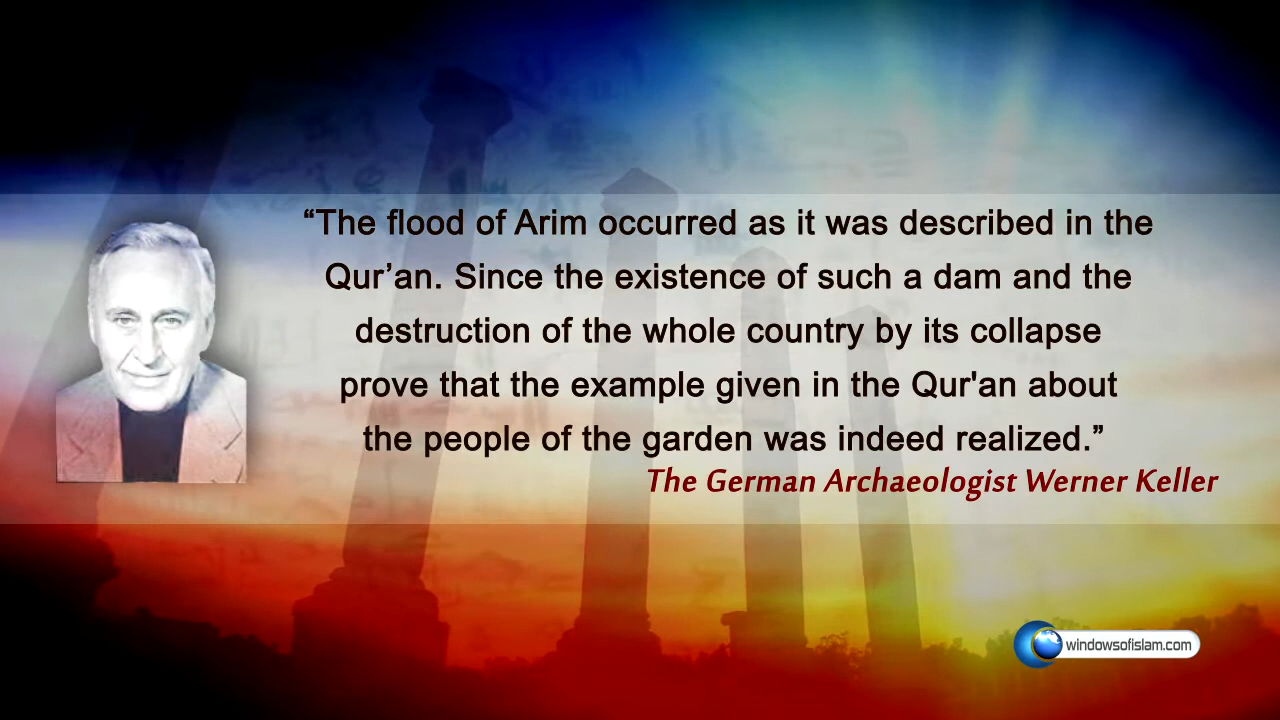 “The flood of Arim occurred as it was described in the
Qur’an. Since the existence of such a dam and the
destruction of the whole country by its collapse
prove that the example given in the Qur'an about
the people of the garden was indeed realized.”
The German Archaeologist Werner Keller
windowsofislam.com